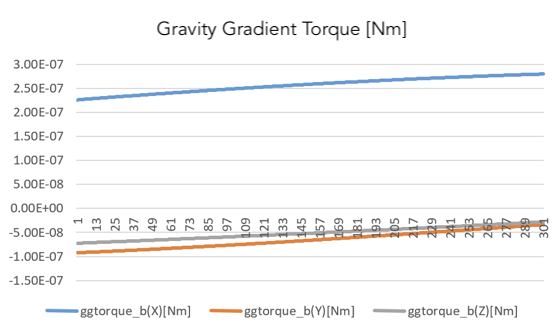 Gravity Gradient Torque [Nm]
3.00E-07
2.50E-07
2.00E-07
1.50E-07
1.00E-07
5.00E-08
0.00E+00
-5.00E-08
-1.00E-07
-1.50E-07
1 13 25 37 49 61 73 85 97 109 121 133 145 157 169 181 193 205 217 229 241 253 265 277 289 301
ggtorque_b(X)[Nm] ggtorque_b(Y)[Nm] ggtorque_b(Z)[Nm]